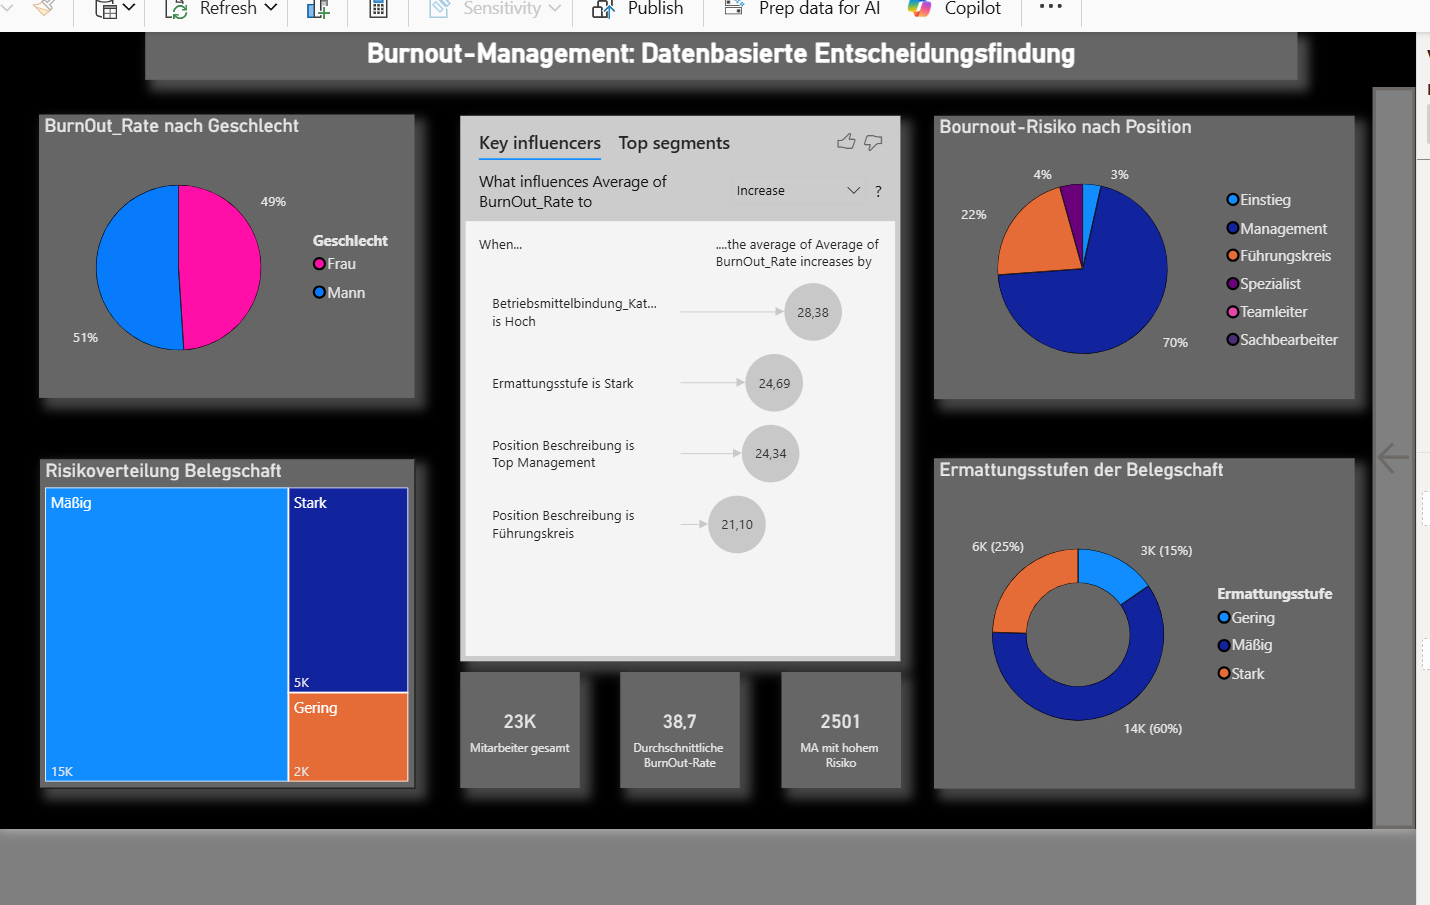 Refresh
Sensitivity
Publish
Prep data for AI
Copilot
Burnout-Management: Datenbasierte Entscheidungsfindung
BurnOut_Rate nach Geschlecht
49%
51%
Geschlecht
Frau
Mann
Key influencers
Top segments
What influences Average of
BurnOut_Rate to
Increase
?
When...
....the average of Average of
BurnOut_Rate increases by
Betriebsmittelbindung_Kat...
is Hoch
28,38
Ermattungsstufe is Stark
24,69
Position Beschreibung is
Top Management
24,34
Position Beschreibung is
Führungskreis
21,10
Bournout-Risiko nach Position
4%
3%
22%
70%
Einstieg
Management
Führungskreis
Spezialist
Teamleiter
Sachbearbeiter
Risikoverteilung Belegschaft
Mäßig
15K
Stark
5K
Gering
2K
23K
Mitarbeiter gesamt
38,7
Durchschnittliche
BurnOut-Rate
2501
MA mit hohem
Risiko
Ermattungsstufen der Belegschaft
6K (25%)
3K (15%)
14K (60%)
Ermattungsstufe
Gering
Mäßig
Stark